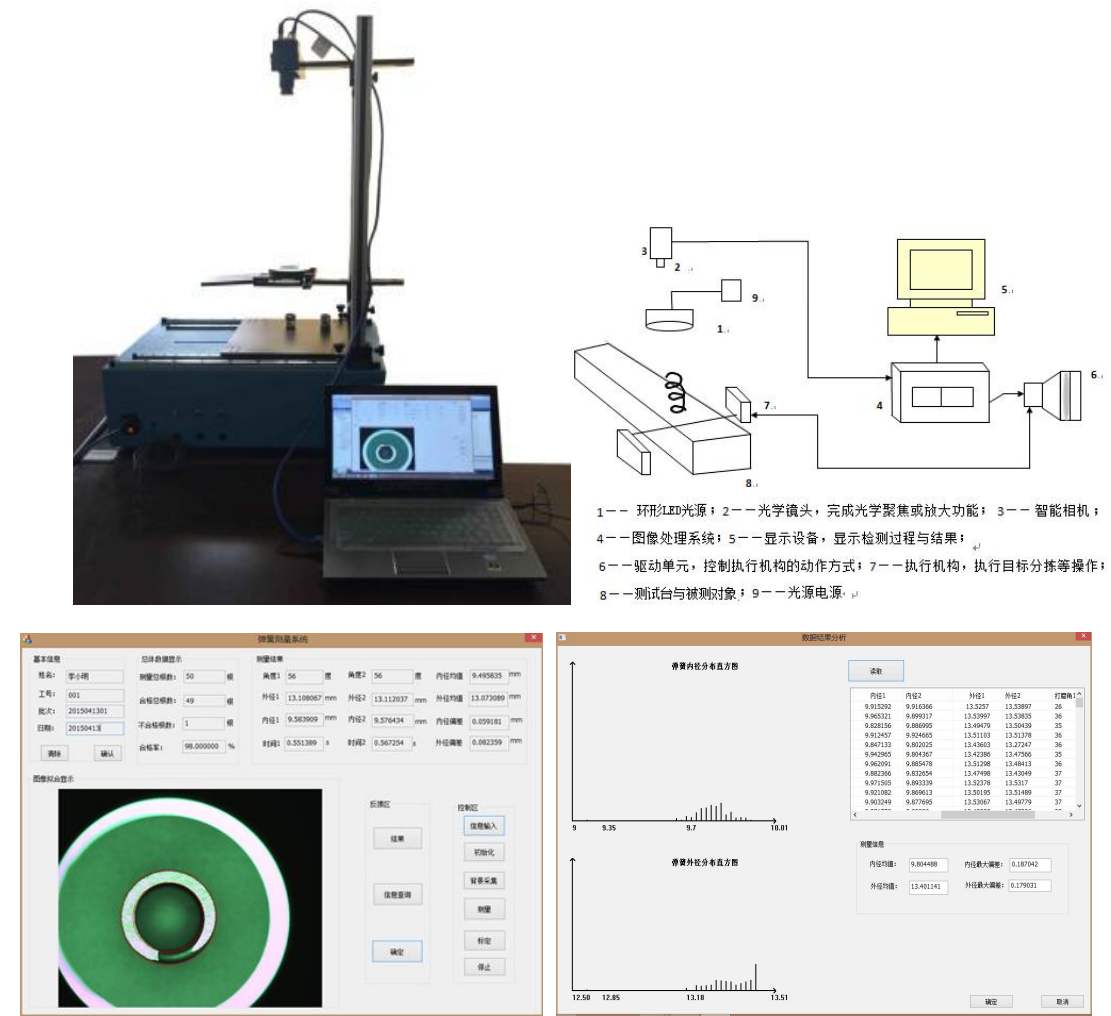 3
2
9
1
5
6
4
7
8
1—— 环形LED光源；2——光学镜头，完成光学聚焦或放大功能；3—— 智能相机；
4——图像处理系统；5——显示设备，显示检测过程与结果；
6——驱动单元，控制执行机构的动作方式；7——执行机构，执行目标分拣等操作；
8——测试台与被测对象；9——光源电源
弹簧测量系统
基本信息
姓名： 李小明
工号： 001
批次： 2015041301
日期： 20150413
清除 确认
总体数据显示
测量总根数： 50 根
合格总根数： 49 根
不合格根数： 1 根
合格率： 98.000000 %
测量结果
角度1 56 度 角度2 56 度 内径均值 9.495835 mm
外径1 13.108067 mm 外径2 13.112037 mm 外径均值 13.073089 mm
内径1 9.583909 mm 内径2 9.576434 mm 内径偏差 0.059181 mm
时间1 0.551389 s 时间2 0.567254 s 外径偏差 0.082359 mm
图像拟合显示
反馈区
结果
信息查询
确定
控制区
信息输入
初始化
背景采集
测量
标定
停止
数据结果分析
弹簧内径分布直方图
9 9.35 9.7 10.01
弹簧外径分布直方图
12.50 12.85 13.18 13.51
读取
内径1 内径2 外径1 外径2 打磨角1
9.915292 9.916366 13.5257 13.53897 26
9.965321 9.899317 13.53997 13.53835 36
9.828156 9.886995 13.49479 13.50439 35
9.912457 9.924665 13.51103 13.51378 36
9.847133 9.802025 13.43603 13.27247 36
9.942965 9.804367 13.42386 13.47566 35
9.962091 9.885478 13.51298 13.48413 36
9.882366 9.832654 13.47498 13.43049 37
9.971505 9.893339 13.52378 13.5317 37
9.921082 9.869613 13.50195 13.51489 37
9.903249 9.877695 13.53067 13.49779 37
测量信息
内径均值： 9.804488 内径最大偏差： 0.187042
外径均值： 13.401141 外径最大偏差： 0.179031
确定 取消